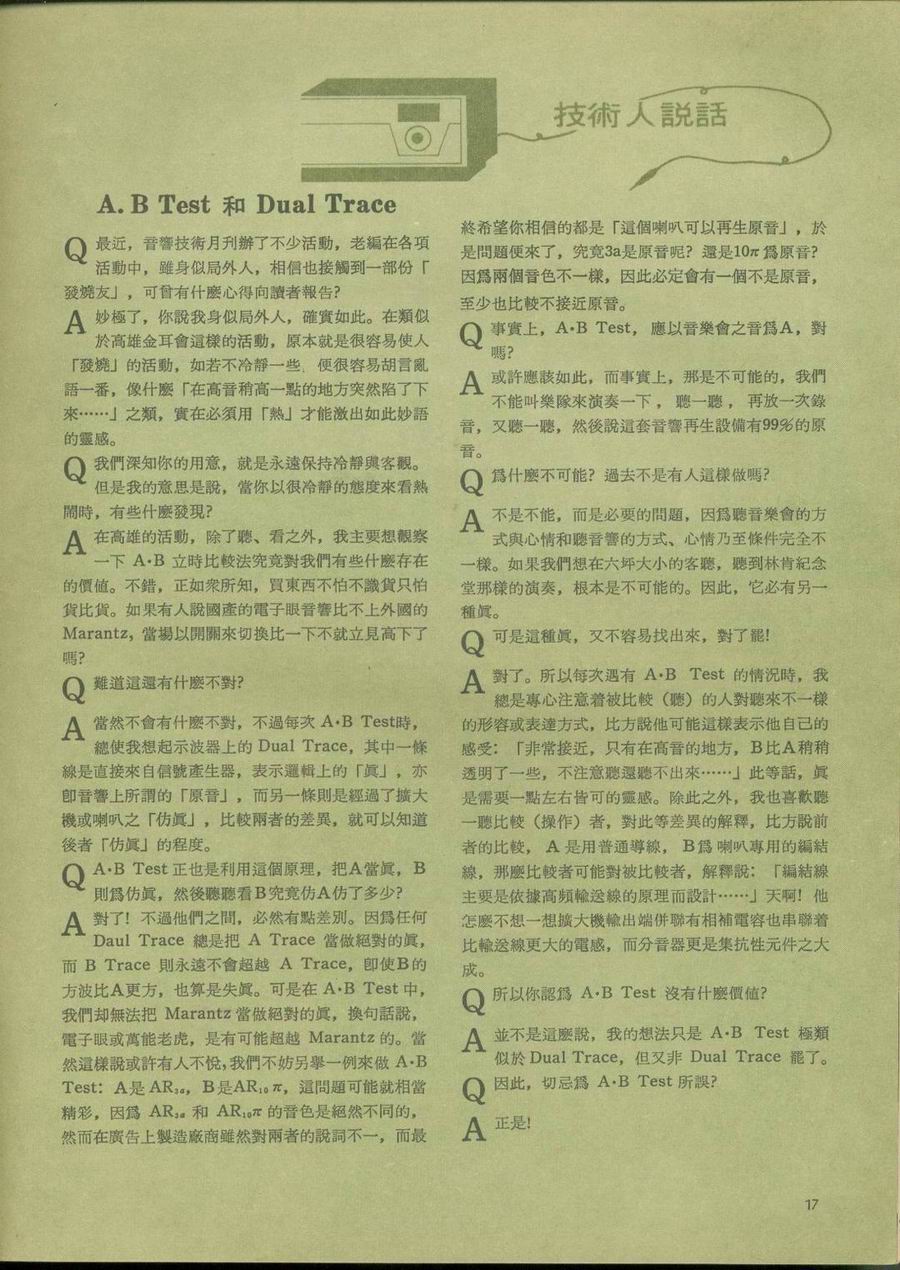 技術人説話
A. B Test 和 Dual Trace
Q 最近，音響技術月刋辦了不少活動，老編在各項
活動中，雖身似局外人，相信也接觸到一部份「
發燒友」，可曾有什麼心得向讀者報告?
A 妙極了，你說我身似局外人，確實如此。在類似
於高雄金耳會這樣的活動，原本就是很容易使人
「發燒」的活動，如若不冷靜一些，便很容易胡言亂
語一番，像什麼「在高音稍高一點的地方突然陷了下
來……」之類，實在必須用「熱」才能激出如此妙語
的靈感。
Q 我們深知你的用意，就是永遠保持冷靜與客觀。
但是我的意思是說，當你以很冷靜的態度來看熱
鬧時，有些什麼發現?
A 在高雄的活動，除了聽、看之外，我主要想觀察
一下 A·B 立時比較法究竟對我們有些什麼存在
的價值。不錯，正如衆所知，買東西不怕不識貨只怕
貨比貨。如果有人說國產的電子眼音響比不上外國的
Marantz，當場以開關來切換比一下不就立見高下了
嗎?
Q 難道這還有什麼不對?
A 當然不會有什麼不對，不過每次 A·B Test時，
總使我想起示波器上的 Dual Trace，其中一條
線是直接來自信號產生器，表示邏輯上的「眞」，亦
卽音響上所謂的「原音」，而另一條則是經過了擴大
機或喇叭之「仿眞」，比較兩者的差異，就可以知道
後者「仿眞」的程度。
Q A·B Test 正也是利用這個原理，把A當眞，B
則爲仿眞，然後聽聽看B究竟仿A仿了多少?
A 對了! 不過他們之間，必然有點差別。因爲任何
Daul Trace 總是把 A Trace 當做絕對的眞，
而 B Trace 則永遠不會超越 A Trace，卽使B的
方波比A更方，也算是失眞。可是在 A·B Test 中，
我們却無法把 Marantz 當做絕對的眞，換句話說，
電子眼或萬能老虎，是有可能超越 Marantz 的。當
然這樣說或許有人不悅，我們不妨另擧一例來做 A·B
Test：A是 AR₃ₐ，B是AR₁₀π，這問題可能就相當
精彩，因爲 AR₃ₐ 和 AR₁₀π 的音色是絕然不同的，
然而在廣告上製造廠商雖然對兩者的說詞不一，而最
終希望你相信的都是「這個喇叭可以再生原音」，於
是問題便來了，究竟3a是原音呢? 還是10π 爲原音?
因爲兩個音色不一樣，因此必定會有一個不是原音，
至少也比較不接近原音。
Q 事實上，A·B Test，應以音樂會之音爲A，對
嗎?
A 或許應該如此，而事實上，那是不可能的，我們
不能叫樂隊來演奏一下，聽一聽，再放一次錄
音，又聽一聽，然後說這套音響再生設備有99%的原
音。
Q 爲什麼不可能? 過去不是有人這樣做嗎?
A 不是不能，而是必要的問題，因爲聽音樂會的方
式與心情和聽音響的方式、心情乃至條件完全不
一樣。如果我們想在六坪大小的客聽，聽到林肯紀念
堂那樣的演奏，根本是不可能的。因此，它必有另一
種眞。
Q 可是這種眞，又不容易找出來，對了罷!
A 對了。所以每次遇有 A·B Test 的情況時，我
總是專心注意着被比較（聽）的人對聽來不一樣
的形容或表達方式，比方說他可能這樣表示他自己的
感受：「非常接近，只有在高音的地方，B比A稍稍
透明了一些，不注意聽還聽不出來……」此等話，眞
是需要一點左右皆可的靈感。除此之外，我也喜歡聽
一聽比較（操作）者，對此等差異的解釋，比方說前
者的比較，A 是用普通導線，B爲 喇叭專用的編結
線，那麼比較者可能對被比較者，解釋說：「編結線
主要是依據高頻輸送線的原理而設計……」天啊! 他
怎麼不想一想擴大機輸出端併聯有相補電容也串聯着
比輸送線更大的電感，而分音器更是集抗性元件之大
成。
Q 所以你認爲 A·B Test 沒有什麼價值?
A 並不是這麼說，我的想法只是 A·B Test 極類
似於 Dual Trace，但又非 Dual Trace 罷了。
Q 因此，切忌爲 A·B Test 所誤?
A 正是!
17